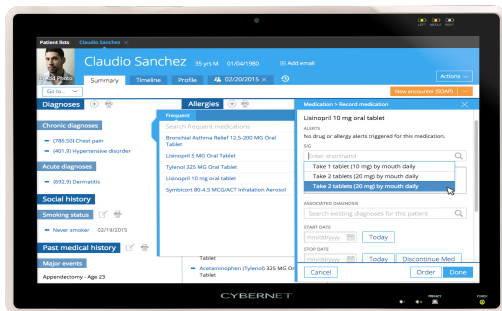 LEFT MIDDLE RIGHT
Patient lists Claudio Sanchez ×
Claudio Sanchez 35 yrs M 01/04/1980 Add email
Add Photo
Summary Timeline Profile 02/20/2015 × Actions
Go to... New encounter (SOAP)
Diagnoses
Chronic diagnoses
(786.50) Chest pain
(401.9) Hypertensive disorder
Acute diagnoses
(692.9) Dermatitis
Social history
Smoking status
Never smoker 02/19/2015
Past medical history
Major events
Appendectomy - Age 23
Allergies
Frequent
Search frequent medications
Bronchial Asthma Relief 12.5-200 MG Oral
Tablet
Lisinopril 5 MG Oral Tablet
Tylenol 325 MG Oral Tablet
Lisinopril 10 mg oral tablet
Symbicort 80-4.5 MCG/ACT Inhalation Aerosol
Tablet
Acetaminophen (Tylenol) 325 MG Or
Tablet
Medication > Record medication ×
Lisinopril 10 mg oral tablet
ALERTS
No drug or allergy alerts triggered for this medication.
SIG
Enter shorthand
Take 1 tablet (10 mg) by mouth daily
Take 2 tablets (20 mg) by mouth daily
Take 2 tablets (20 mg) by mouth daily
ASSOCIATED DIAGNOSIS
Search existing diagnoses for this patient
START DATE
mm/dd/yyyy Today
STOP DATE
mm/dd/yyyy Today Discontinue Med
Cancel Order Done
CYBERNET
PRIVACY POWER